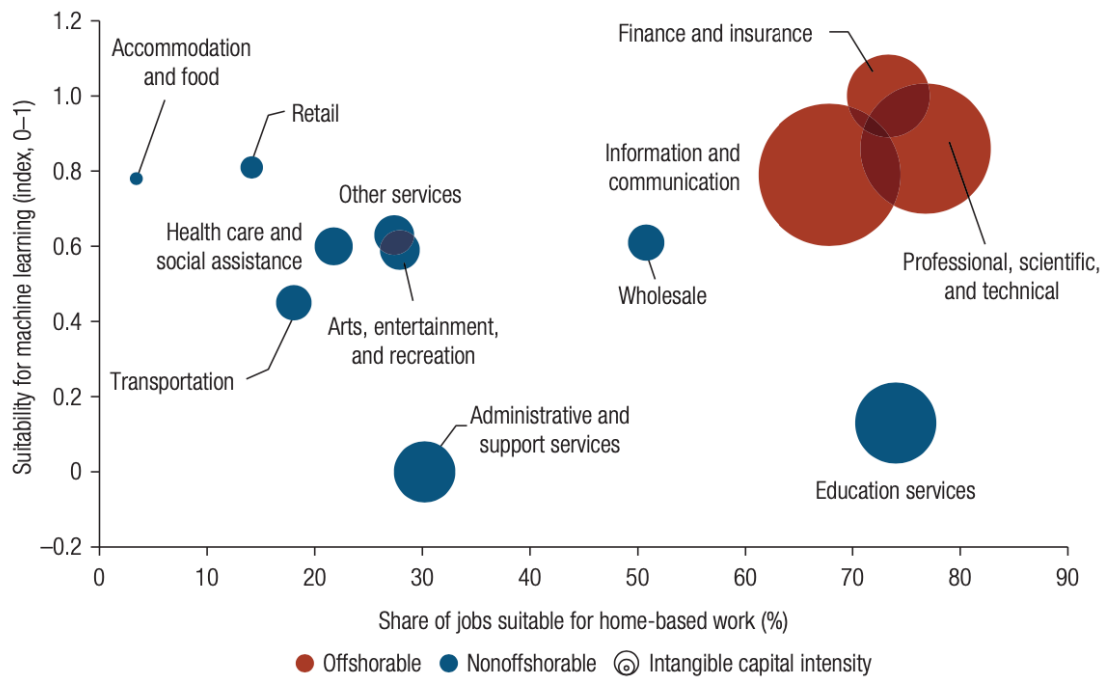 Suitability for machine learning (index, 0–1)
1.2
1.0
0.8
0.6
0.4
0.2
0
–0.2
Accommodation
and food
Retail
Finance and insurance
Information and
communication
Other services
Health care and
social assistance
Professional, scientific,
and technical
Wholesale
Arts, entertainment,
and recreation
Transportation
Administrative and
support services
Education services
0 10 20 30 40 50 60 70 80 90
Share of jobs suitable for home-based work (%)
Offshorable Nonoffshorable Intangible capital intensity